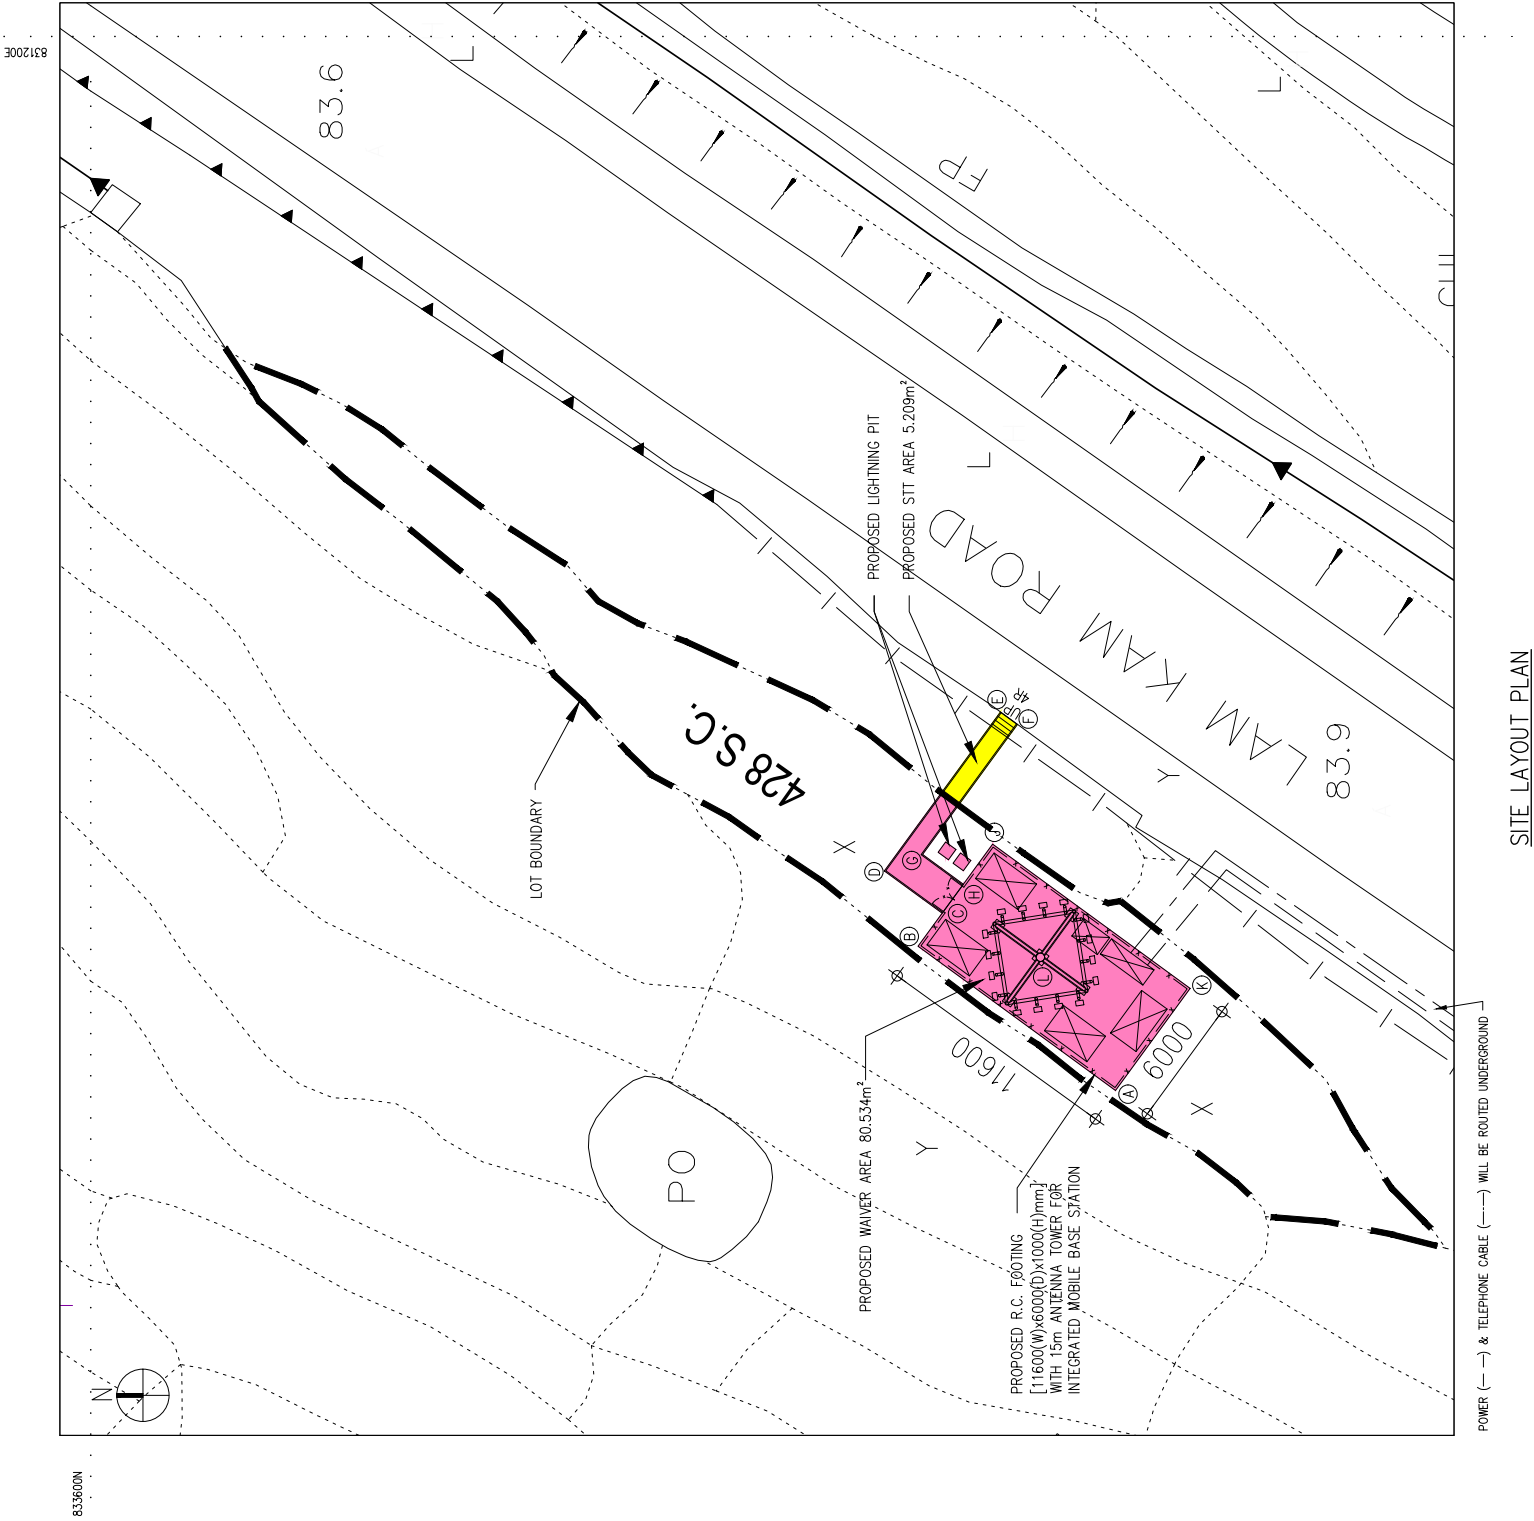 831200E
83.6
FP
L
L
L
LOT BOUNDARY
428 S.C.
PROPOSED LIGHTNING PIT
PROPOSED STT AREA 5.209m²
LAM KAM ROAD
83.9
UP
4R
A
B
C
D
E
F
G
H
J
K
L
X
Y
X
Y
11600
6000
PO
PROPOSED WAIVER AREA 80.534m²
PROPOSED R.C. FOOTING
[11600(W)x6000(D)x1000(H)mm]
WITH 15m ANTENNA TOWER FOR
INTEGRATED MOBILE BASE STATION
N
833600N
POWER (— —) & TELEPHONE CABLE (—·—) WILL BE ROUTED UNDERGROUND
SITE LAYOUT PLAN